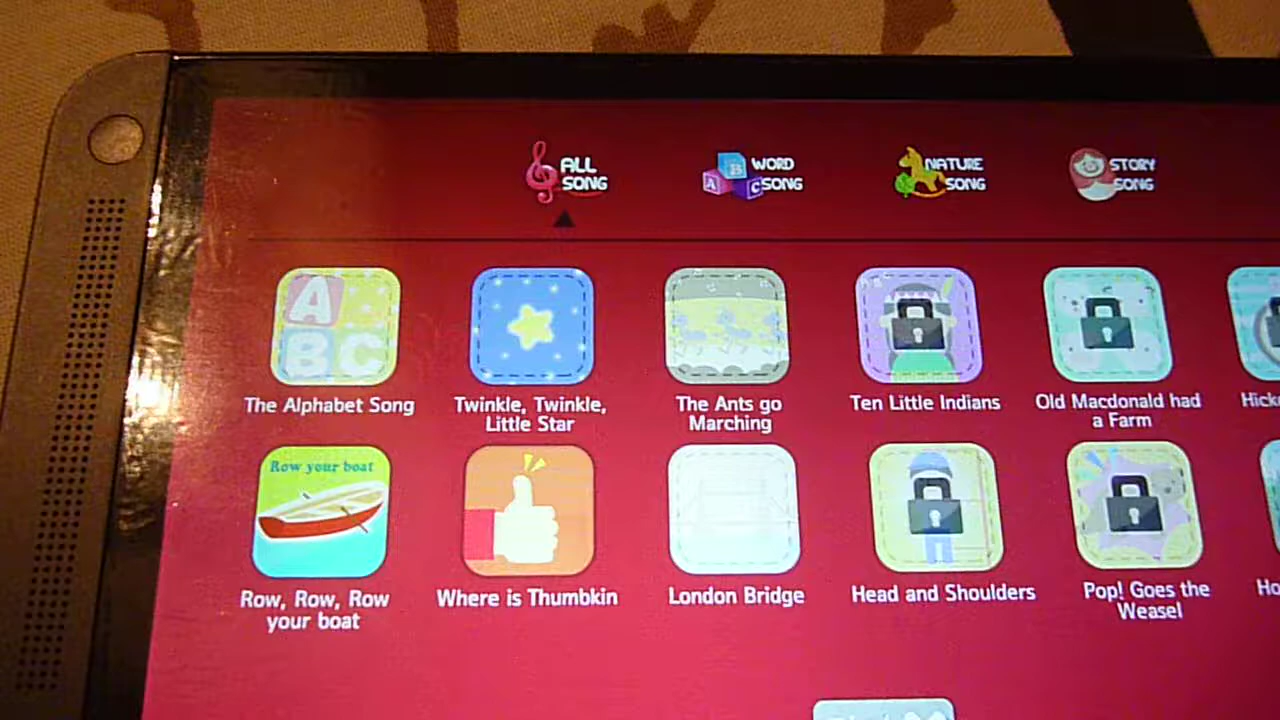 ALL
SONG
WORD
SONG
NATURE
SONG
STORY
SONG
A
B
C
A
BC
The Alphabet Song
Twinkle, Twinkle,
Little Star
The Ants go
Marching
Ten Little Indians
Old Macdonald had
a Farm
Row your boat
Row, Row, Row
your boat
Where is Thumbkin
London Bridge
Head and Shoulders
Pop! Goes the
Weasel